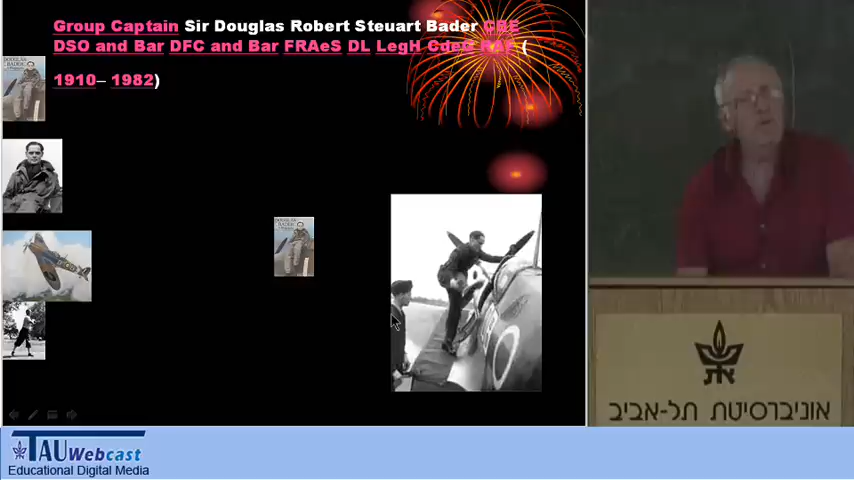 Group Captain Sir Douglas Robert Steuart Bader CBE
DSO and Bar DFC and Bar FRAeS DL LegH CdeG RAF (
1910– 1982)
DOUGLAS
BADER
אוניברסיטת תל-אביב
TAU Webcast
Educational Digital Media